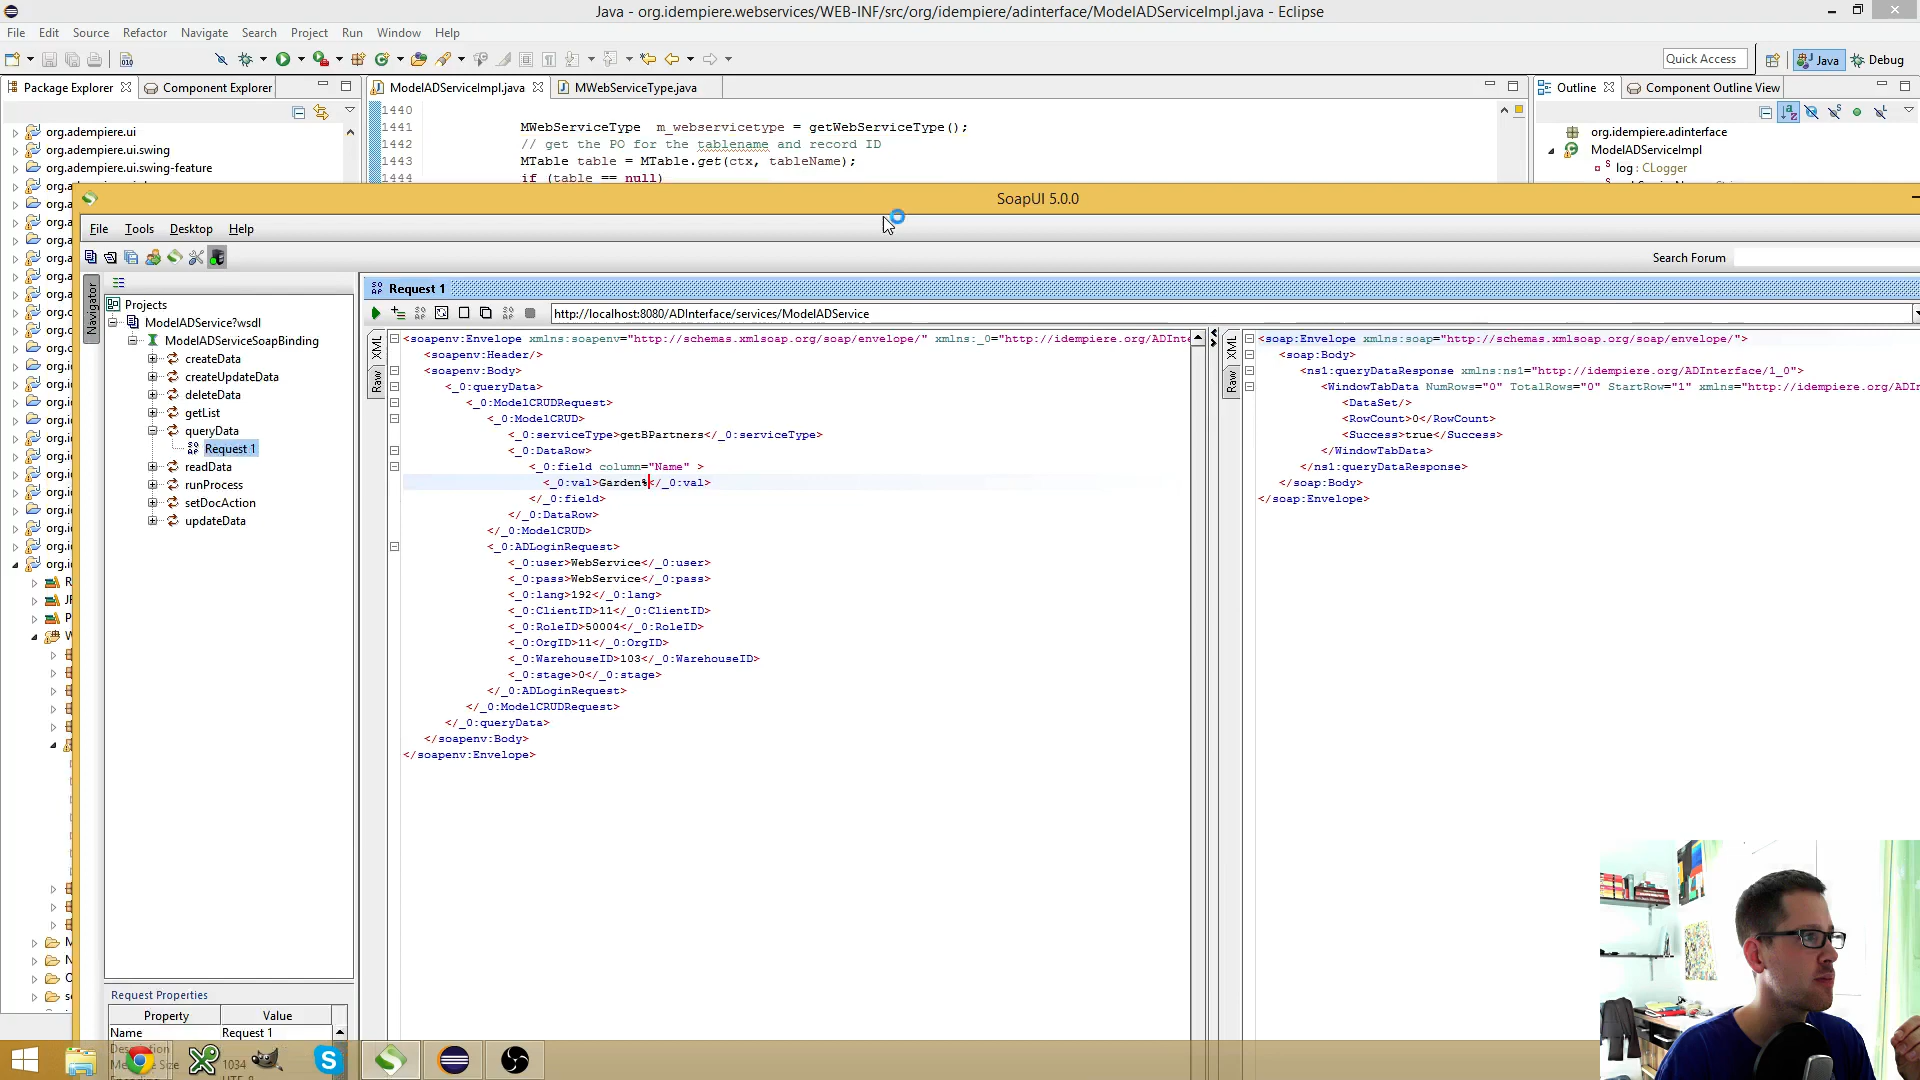 Java - org.idempiere.webservices/WEB-INF/src/org/idempiere/adinterface/ModelADServiceImpl.java - Eclipse
File Edit Source Refactor Navigate Search Project Run Window Help
Quick Access Java Debug
Package Explorer Component Explorer ModelADServiceImpl.java MWebServiceType.java Outline Component Outline View
org.adempiere.ui
org.adempiere.ui.swing
org.adempiere.ui.swing-feature
1440
1441 MWebServiceType m_webservicetype = getWebServiceType();
1442 // get the PO for the tablename and record ID
1443 MTable table = MTable.get(ctx, tableName);
1444 if (table == null)
org.idempiere.adinterface
ModelADServiceImpl
log : CLogger
SoapUI 5.0.0
File Tools Desktop Help
Search Forum
Navigator
Projects
ModelADService?wsdl
ModelADServiceSoapBinding
createData
createUpdateData
deleteData
getList
queryData
Request 1
readData
runProcess
setDocAction
updateData
Request 1
http://localhost:8080/ADInterface/services/ModelADService
XML
Raw
<soapenv:Envelope xmlns:soapenv="http://schemas.xmlsoap.org/soap/envelope/" xmlns:_0="http://idempiere.org/ADInte
<soapenv:Header/>
<soapenv:Body>
<_0:queryData>
<_0:ModelCRUDRequest>
<_0:ModelCRUD>
<_0:serviceType>getBPartners</_0:serviceType>
<_0:DataRow>
<_0:field column="Name" >
<_0:val>Garden%</_0:val>
</_0:field>
</_0:DataRow>
</_0:ModelCRUD>
<_0:ADLoginRequest>
<_0:user>WebService</_0:user>
<_0:pass>WebService</_0:pass>
<_0:lang>192</_0:lang>
<_0:ClientID>11</_0:ClientID>
<_0:RoleID>50004</_0:RoleID>
<_0:OrgID>11</_0:OrgID>
<_0:WarehouseID>103</_0:WarehouseID>
<_0:stage>0</_0:stage>
</_0:ADLoginRequest>
</_0:ModelCRUDRequest>
</_0:queryData>
</soapenv:Body>
</soapenv:Envelope>
XML
Raw
<soap:Envelope xmlns:soap="http://schemas.xmlsoap.org/soap/envelope/">
<soap:Body>
<ns1:queryDataResponse xmlns:ns1="http://idempiere.org/ADInterface/1_0">
<WindowTabData NumRows="0" TotalRows="0" StartRow="1" xmlns="http://idempiere.org/ADIn
<DataSet/>
<RowCount>0</RowCount>
<Success>true</Success>
</WindowTabData>
</ns1:queryDataResponse>
</soap:Body>
</soap:Envelope>
Request Properties
Property Value
Name Request 1
1034